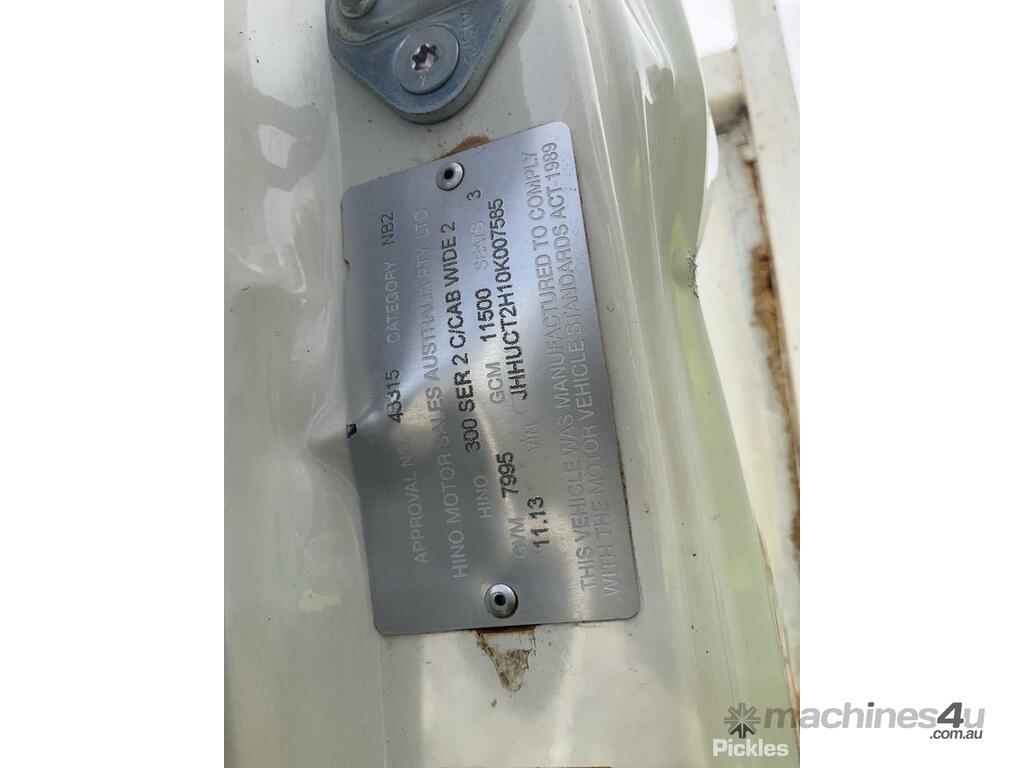 APPROVAL NO. 43315 CATEGORY NB2
HINO MOTOR SALES AUSTRALIA PTY. LTD.
HINO 300 SER 2 C/CAB WIDE 2
GVM 7995 GCM 11500 SEATS 3
11.13 VIN JHHUCT2H10K007585
THIS VEHICLE WAS MANUFACTURED TO COMPLY
WITH THE MOTOR VEHICLE STANDARDS ACT 1989
machines4u
.com.au
Pickles